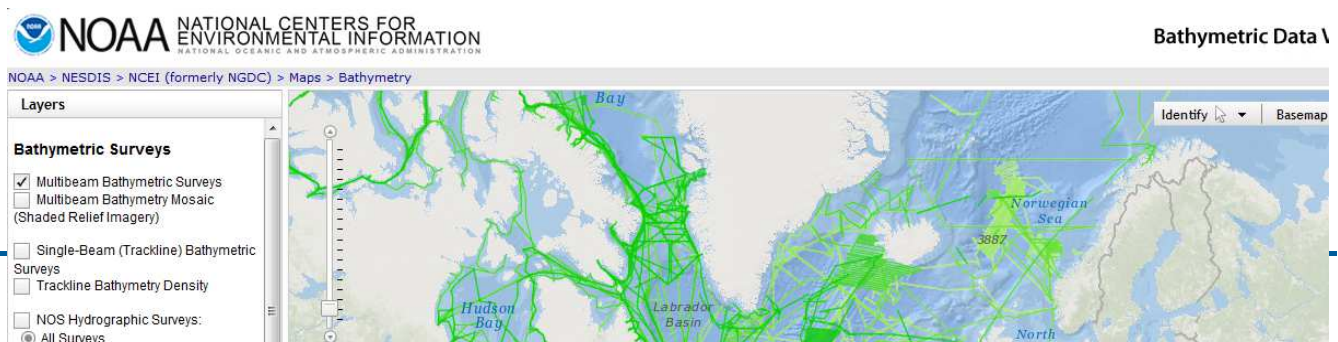 NOAA NATIONAL CENTERS FOR
ENVIRONMENTAL INFORMATION
NATIONAL OCEANIC AND ATMOSPHERIC ADMINISTRATION
Bathymetric Data V
NOAA > NESDIS > NCEI (formerly NGDC) > Maps > Bathymetry
Layers
Bathymetric Surveys
Multibeam Bathymetric Surveys
Multibeam Bathymetry Mosaic
(Shaded Relief Imagery)
Single-Beam (Trackline) Bathymetric
Surveys
Trackline Bathymetry Density
NOS Hydrographic Surveys:
All Surveys
Bay
Identify
Basemap
Norwegian
Sea
3887
Hudson
Bay
Labrador
Basin
North